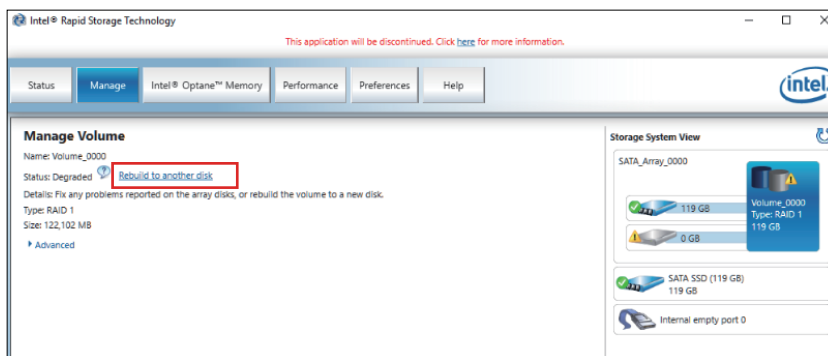 Intel® Rapid Storage Technology
This application will be discontinued. Click here for more information.
Status
Manage
Intel® Optane™ Memory
Performance
Preferences
Help
intel.
Manage Volume
Name: Volume_0000
Status: Degraded Rebuild to another disk
Details: Fix any problems reported on the array disks, or rebuild the volume to a new disk.
Type: RAID 1
Size: 122,102 MB
Advanced
Storage System View
SATA_Array_0000
119 GB
0 GB
Volume_0000
Type: RAID 1
119 GB
SATA SSD (119 GB)
119 GB
Internal empty port 0